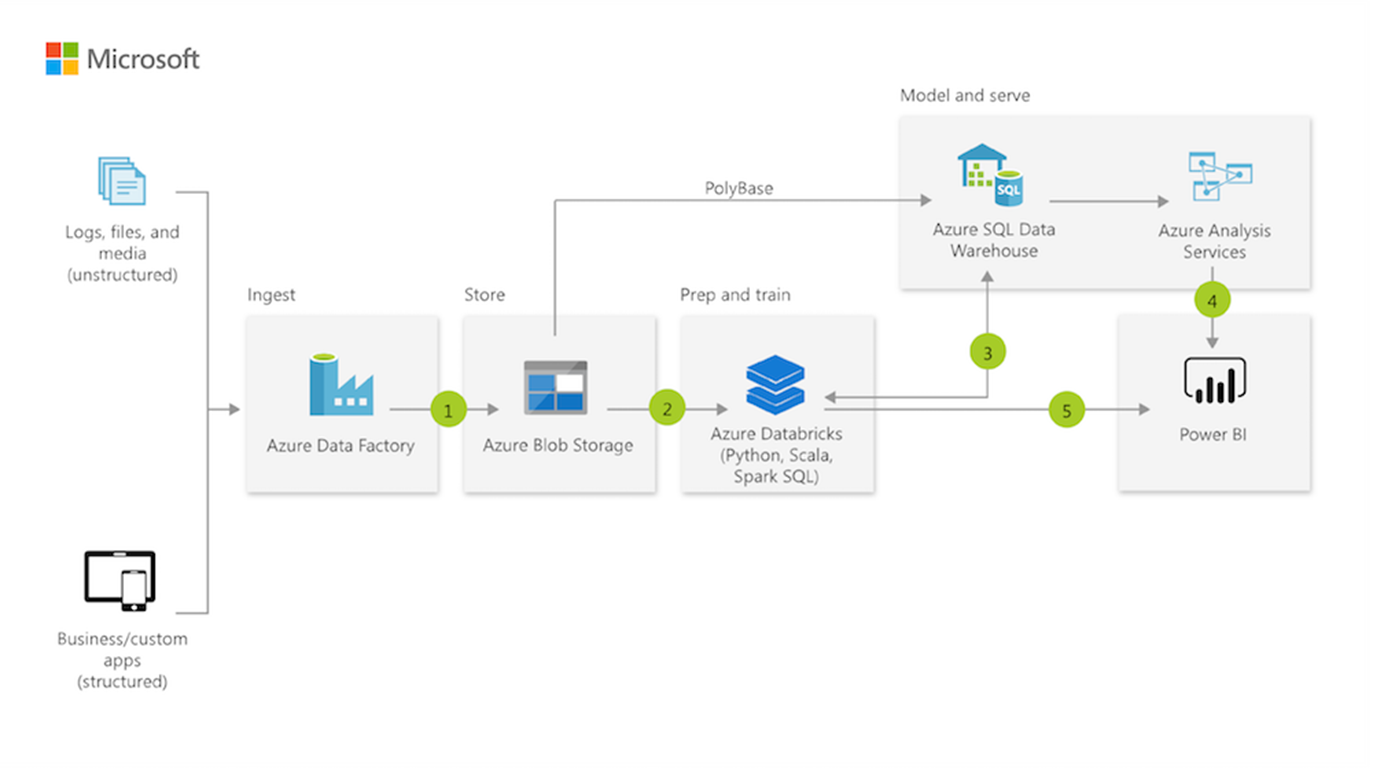 Microsoft
Model and serve
PolyBase
SQL
Azure SQL Data
Warehouse
Azure Analysis
Services
Logs, files, and
media
(unstructured)
Ingest
Store
Prep and train
4
3
1
2
5
Azure Data Factory
Azure Blob Storage
Azure Databricks
(Python, Scala,
Spark SQL)
Power BI
Business/custom
apps
(structured)